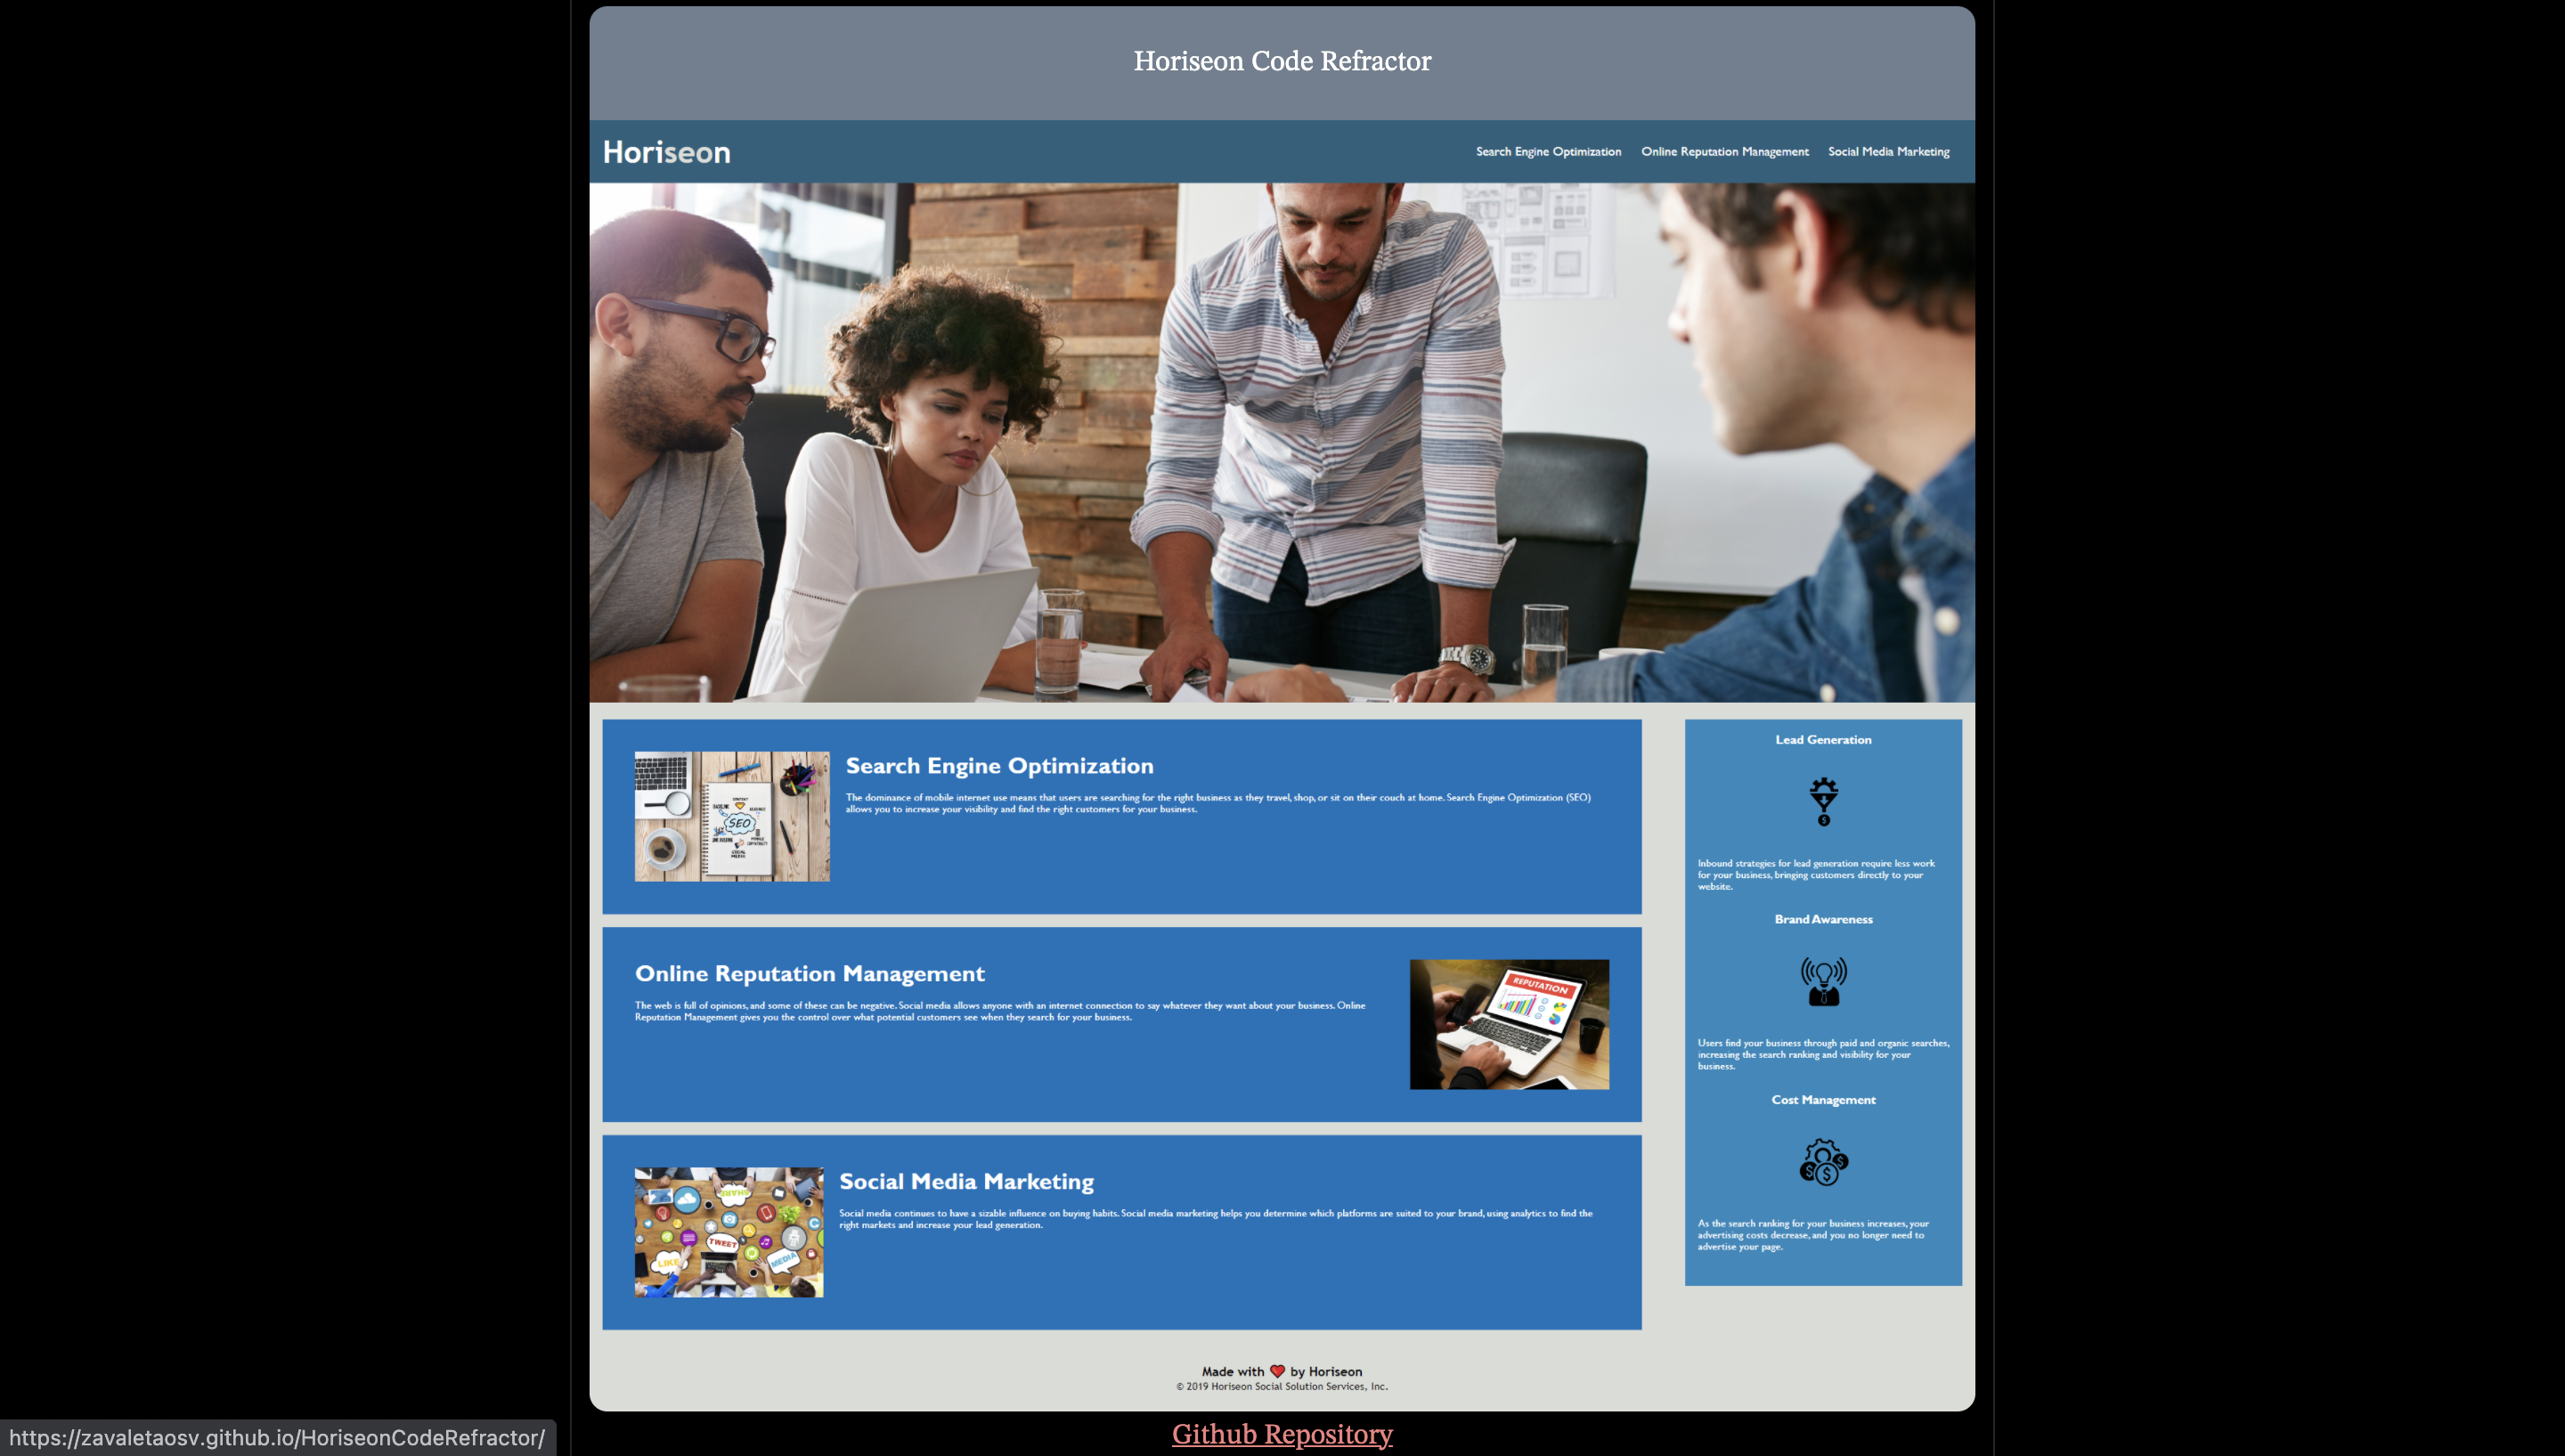 Horiseon Code Refractor
Horiseon
Search Engine Optimization Online Reputation Management Social Media Marketing
SEO
Search Engine Optimization
The dominance of mobile internet use means that users are searching for the right business as they travel, shop, or sit on their couch at home. Search Engine Optimization (SEO)
allows you to increase your visibility and find the right customers for your business.
Online Reputation Management
The web is full of opinions, and some of these can be negative. Social media allows anyone with an internet connection to say whatever they want about your business. Online
Reputation Management gives you the control over what potential customers see when they search for your business.
REPUTATION
SHARE
TWEET
LIKE
MEDIA
Social Media Marketing
Social media continues to have a sizable influence on buying habits. Social media marketing helps you determine which platforms are suited to your brand, using analytics to find the
right markets and increase your lead generation.
Lead Generation
Inbound strategies for lead generation require less work
for your business, bringing customers directly to your
website.
Brand Awareness
Users find your business through paid and organic searches,
increasing the search ranking and visibility for your
business.
Cost Management
As the search ranking for your business increases, your
advertising costs decrease, and you no longer need to
advertise your page.
Made with ❤️ by Horiseon
© 2019 Horiseon Social Solution Services, Inc.
Github Repository
https://zavaletaosv.github.io/HoriseonCodeRefractor/